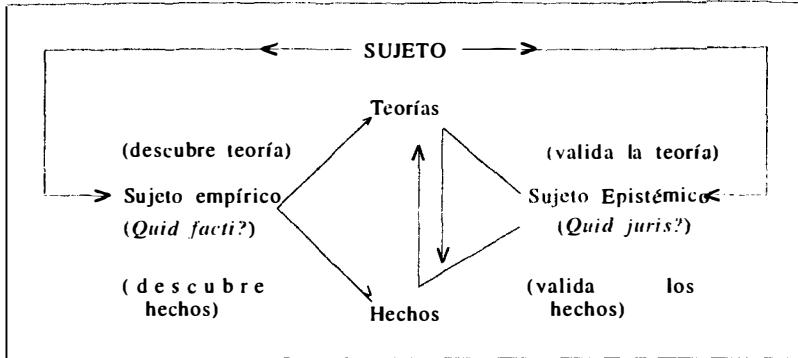 SUJETO
Teorías
(descubre teoría)
(valida la teoría)
Sujeto empírico
Sujeto Epistémico
(Quid facti?)
(Quid juris?)
(descubre
hechos)
(valida los
hechos)
Hechos